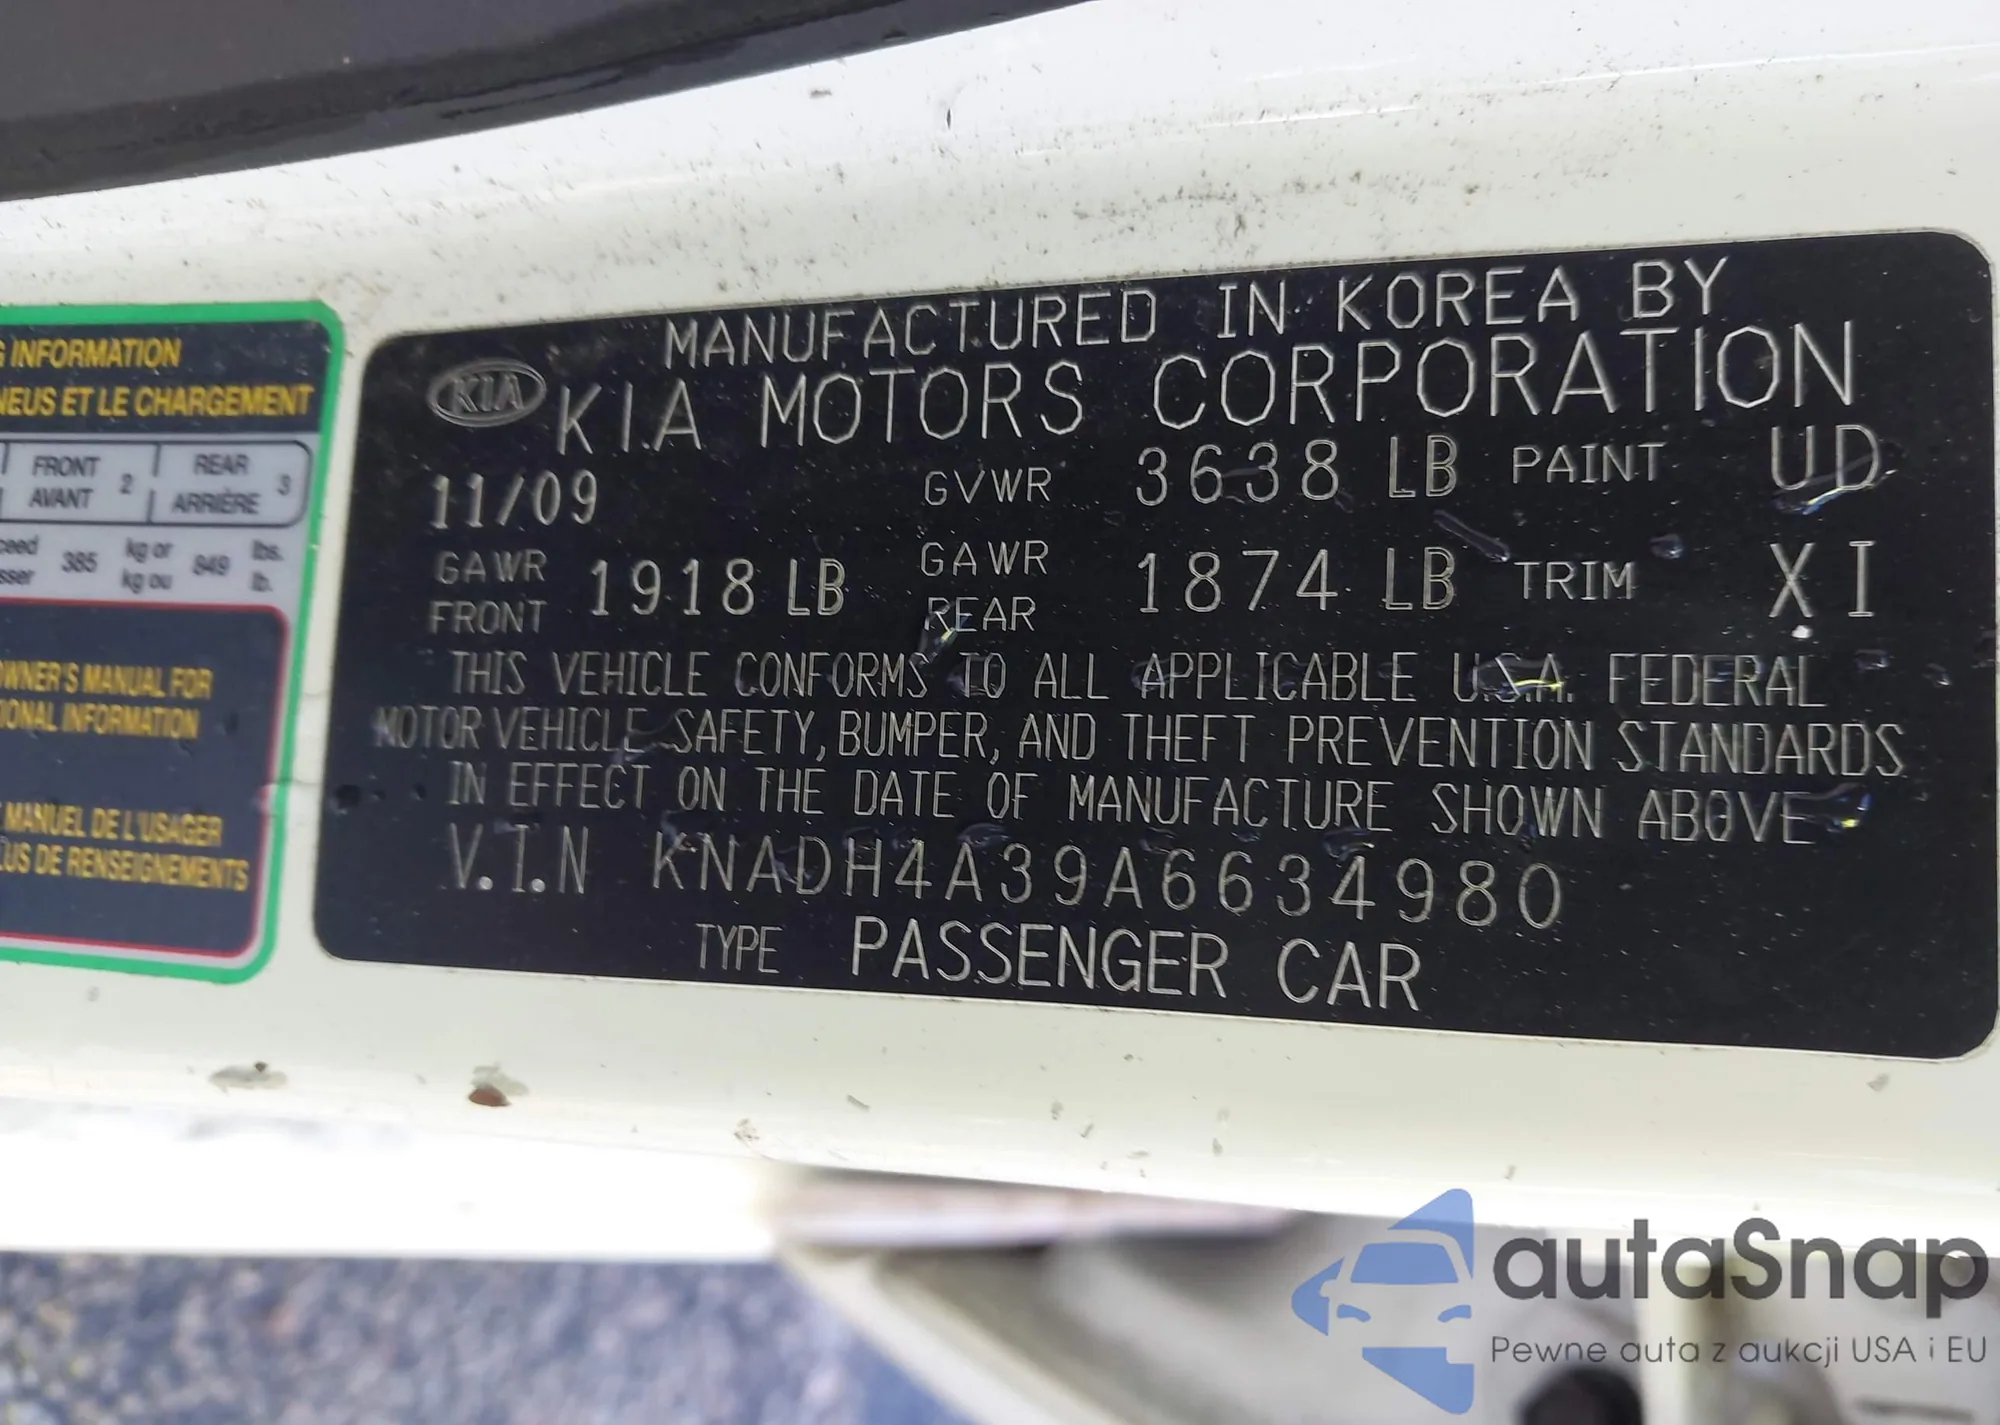 G INFORMATION
NEUS ET LE CHARGEMENT
FRONT 2 REAR 3
AVANT ARRIÈRE
ceed 385 kg or 849 lbs.
sser kg ou lb.
OWNER'S MANUAL FOR
IONAL INFORMATION
MANUEL DE L'USAGER
LUS DE RENSEIGNEMENTS
MANUFACTURED IN KOREA BY
KIA KIA MOTORS CORPORATION
11/09 GVWR 3638 LB PAINT UD
GAWR FRONT 1918 LB GAWR REAR 1874 LB TRIM XI
THIS VEHICLE CONFORMS TO ALL APPLICABLE U.S.A. FEDERAL
MOTOR VEHICLE SAFETY, BUMPER, AND THEFT PREVENTION STANDARDS
IN EFFECT ON THE DATE OF MANUFACTURE SHOWN ABOVE
V.I.N KNADH4A39A6634980
TYPE PASSENGER CAR
autaSnap
Pewne auta z aukcji USA i EU